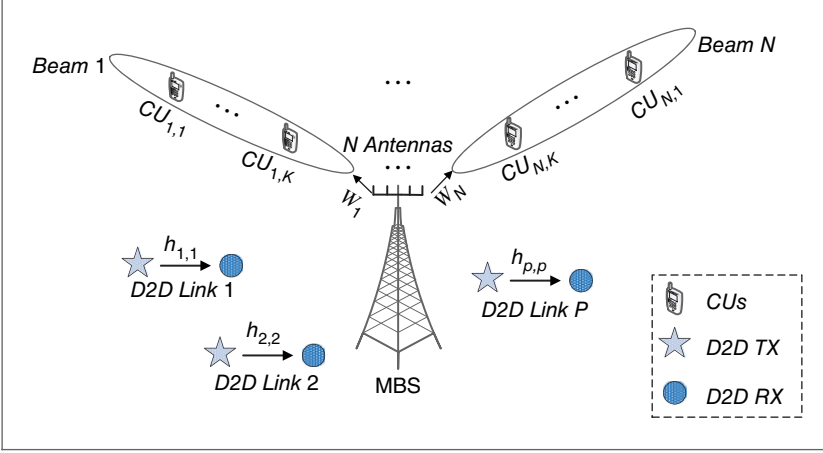 Beam 1
Beam N
...
CU1,1
...
CU1,K
N Antennas
...
CUN,K
...
CUN,1
W1
WN
h1,1
D2D Link 1
hp,p
D2D Link P
h2,2
D2D Link 2
MBS
CUs
D2D TX
D2D RX